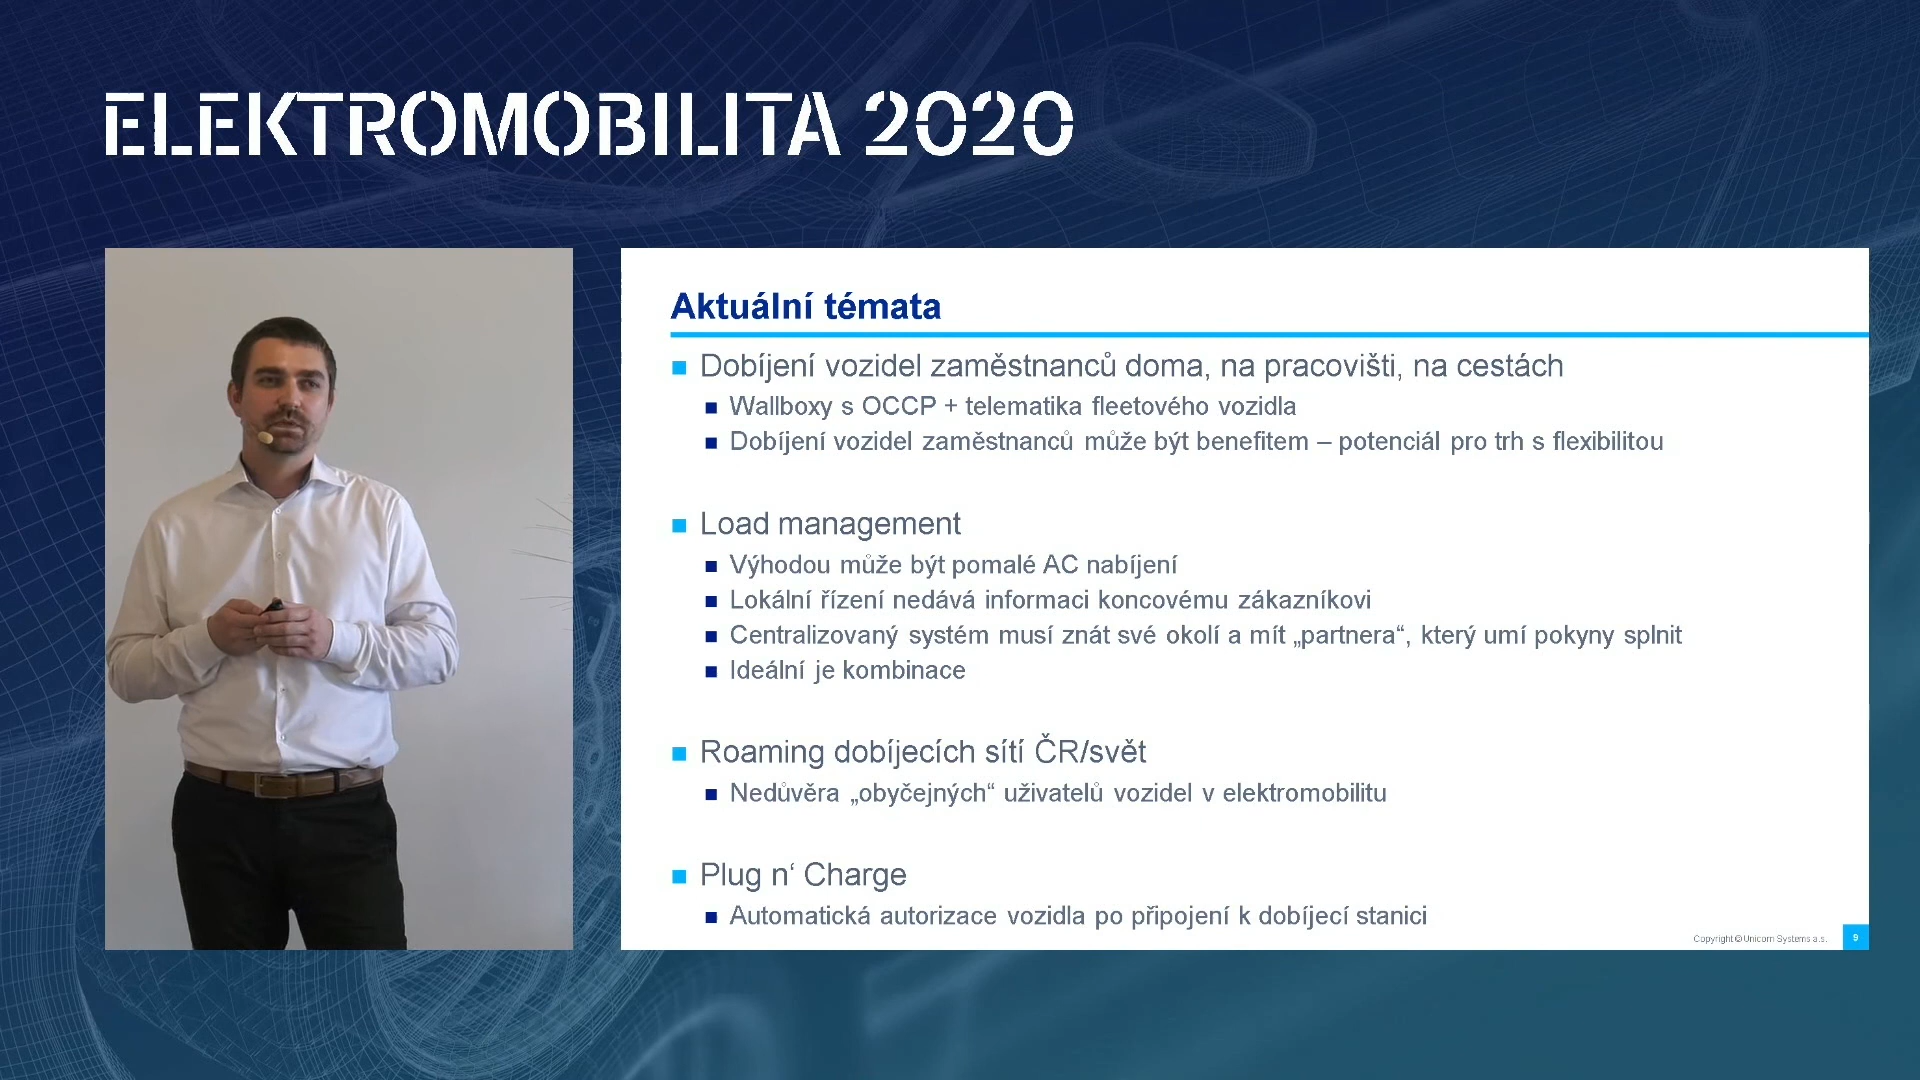 ELEKTROMOBILITA 2020
Aktuální témata
Dobíjení vozidel zaměstnanců doma, na pracovišti, na cestách
Wallboxy s OCCP + telematika fleetového vozidla
Dobíjení vozidel zaměstnanců může být benefitem – potenciál pro trh s flexibilitou
Load management
Výhodou může být pomalé AC nabíjení
Lokální řízení nedává informaci koncovému zákazníkovi
Centralizovaný systém musí znát své okolí a mít „partnera“, který umí pokyny splnit
Ideální je kombinace
Roaming dobíjecích sítí ČR/svět
Nedůvěra „obyčejných“ uživatelů vozidel v elektromobilitu
Plug n‘ Charge
Automatická autorizace vozidla po připojení k dobíjecí stanici
Copyright © Unicorn Systems a.s. 9